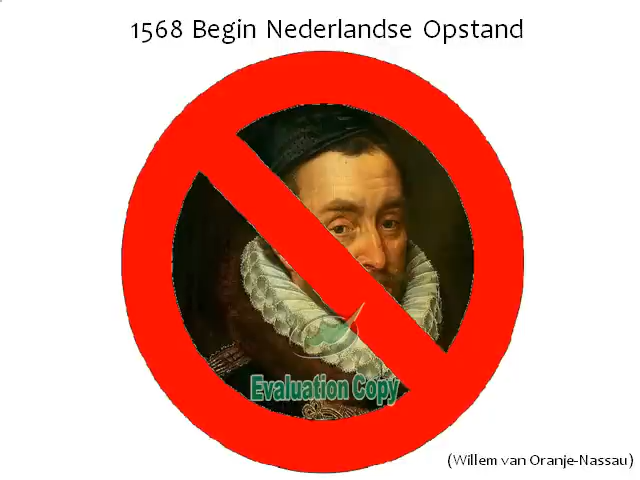 1568 Begin Nederlandse Opstand
Evaluation Copy
(Willem van Oranje-Nassau)